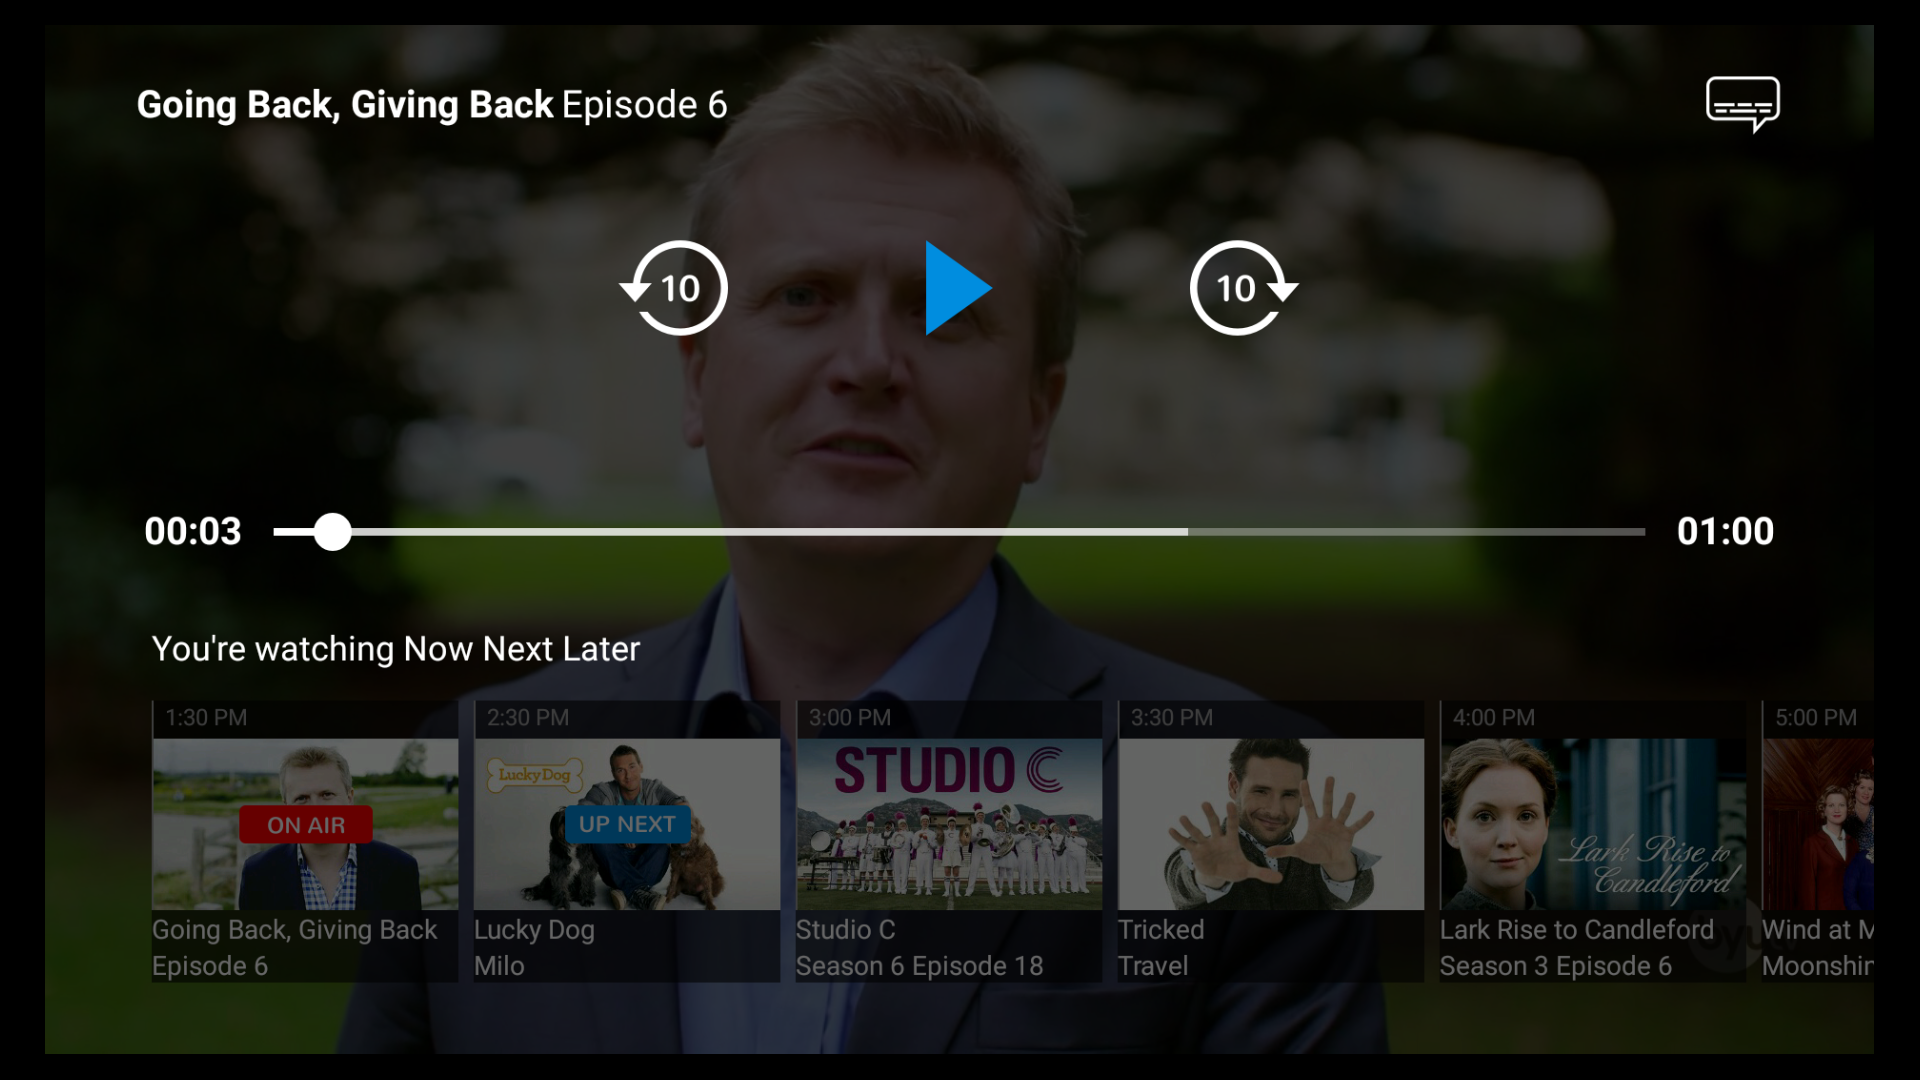 Going Back, Giving Back Episode 6
10
10
00:03
01:00
You're watching Now Next Later
1:30 PM
2:30 PM
3:00 PM
3:30 PM
4:00 PM
5:00 PM
Lucky Dog
STUDIO C
ON AIR
UP NEXT
Lark Rise to
Candleford
Going Back, Giving Back
Episode 6
Lucky Dog
Milo
Studio C
Season 6 Episode 18
Tricked
Travel
Lark Rise to Candleford
Season 3 Episode 6
Wind at M
Moonshin